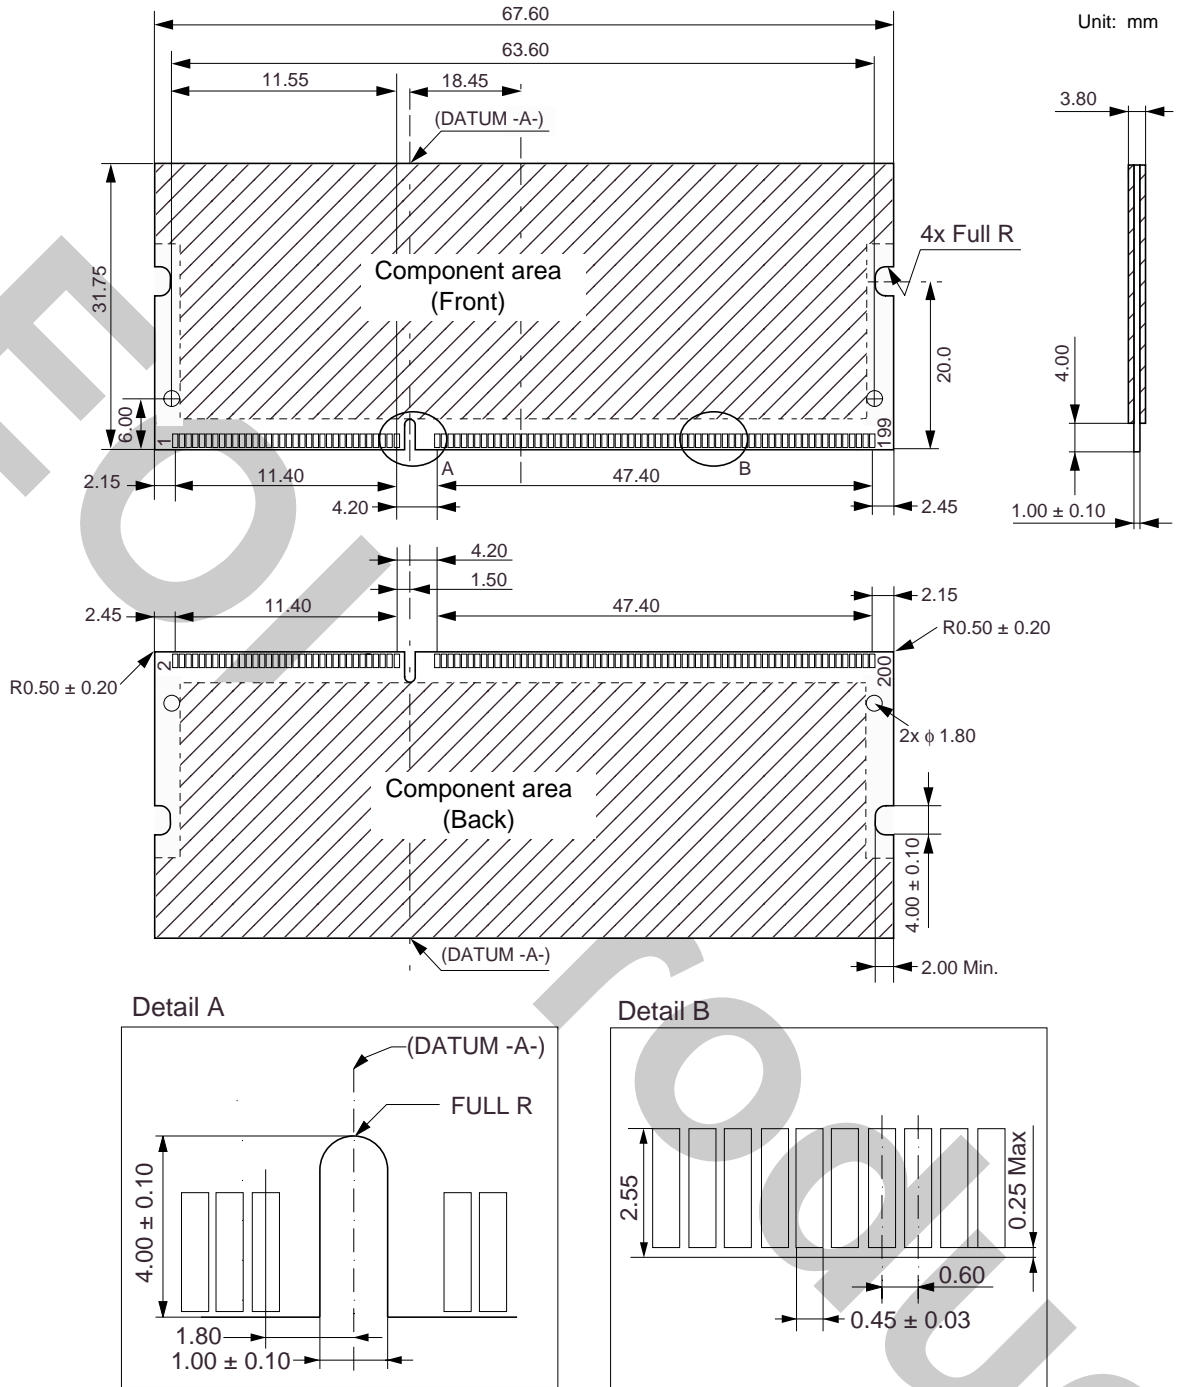 67.60
Unit: mm
63.60
11.55
18.45
3.80
(DATUM -A-)
4x Full R
Component area
(Front)
31.75
20.0
4.00
6.00
1
199
A
B
2.15
11.40
47.40
4.20
2.45
1.00 ± 0.10
4.20
1.50
2.45
11.40
47.40
2.15
R0.50 ± 0.20
2
200
R0.50 ± 0.20
2x φ 1.80
Component area
(Back)
4.00 ± 0.10
(DATUM -A-)
2.00 Min.
Detail A
Detail B
(DATUM -A-)
FULL R
4.00 ± 0.10
1.80
1.00 ± 0.10
2.55
0.25 Max
0.60
0.45 ± 0.03